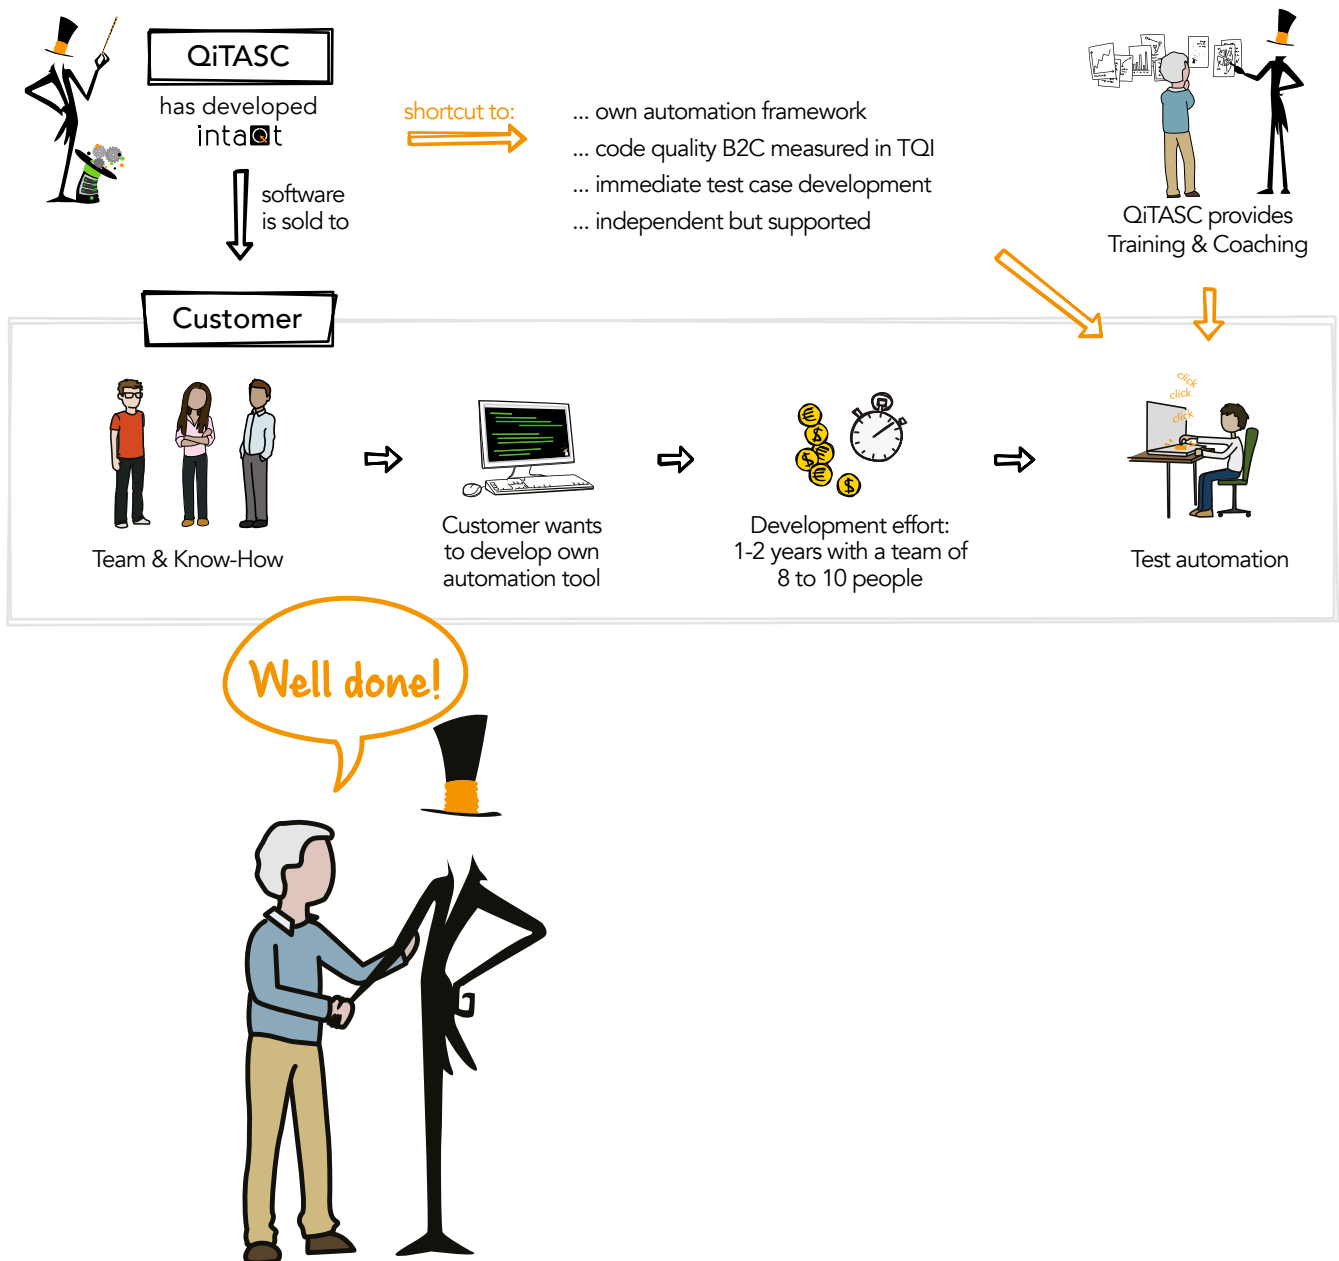 QiTASC
has developed
intaQt
software
is sold to
shortcut to:
... own automation framework
... code quality B2C measured in TQI
... immediate test case development
... independent but supported
QiTASC provides
Training & Coaching
Customer
Team & Know-How
Customer wants
to develop own
automation tool
Development effort:
1-2 years with a team of
8 to 10 people
click
click
click
Test automation
Well done!